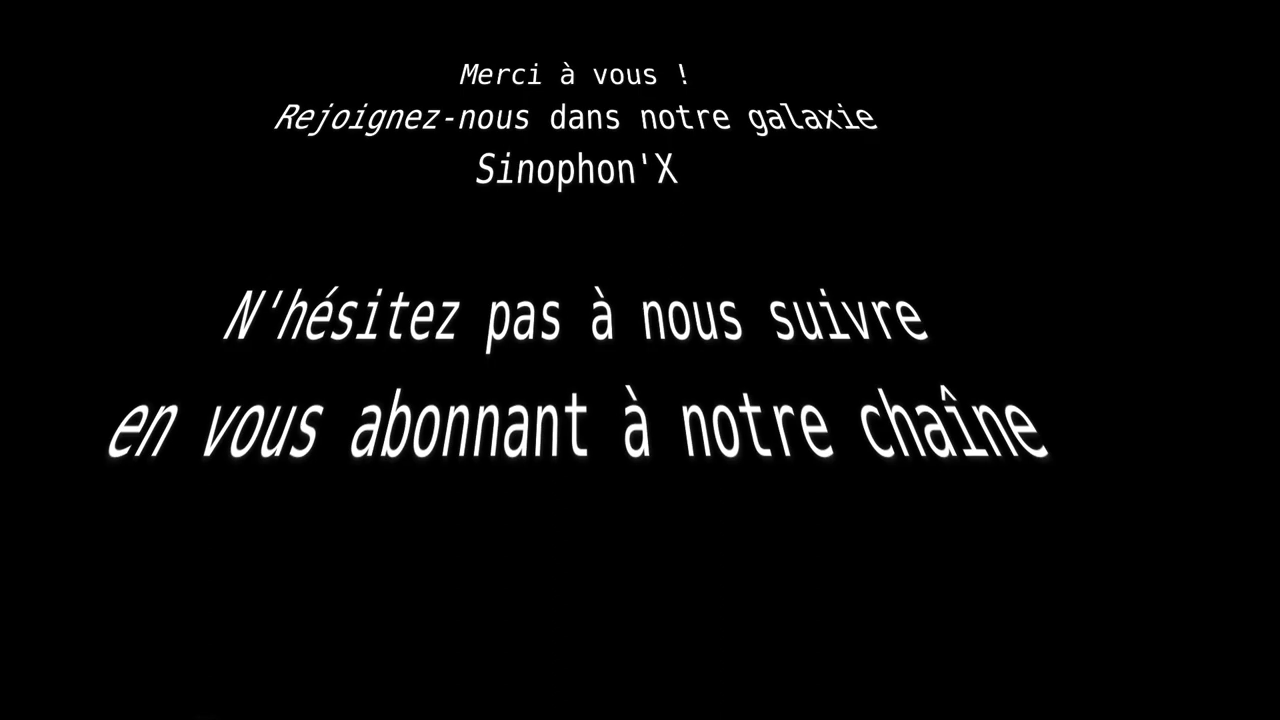 Merci à vous !
Rejoignez-nous dans notre galaxie
Sinophon'X
N'hésitez pas à nous suivre
en vous abonnant à notre chaîne